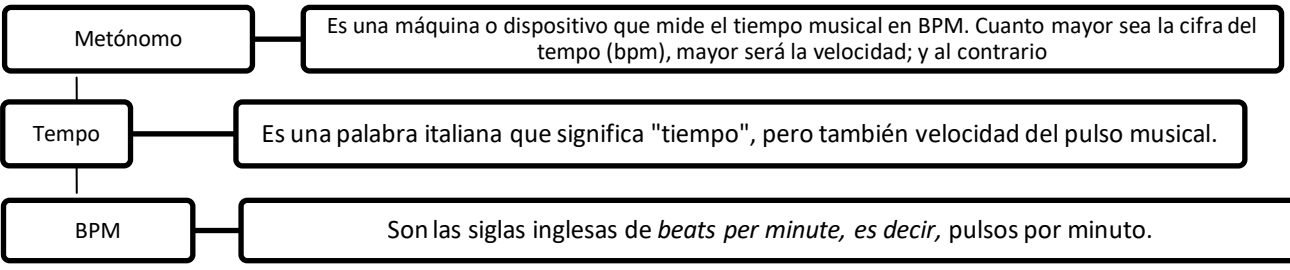 Metónomo
Es una máquina o dispositivo que mide el tiempo musical en BPM. Cuanto mayor sea la cifra del
tempo (bpm), mayor será la velocidad; y al contrario
Tempo
Es una palabra italiana que significa "tiempo", pero también velocidad del pulso musical.
BPM
Son las siglas inglesas de beats per minute, es decir, pulsos por minuto.